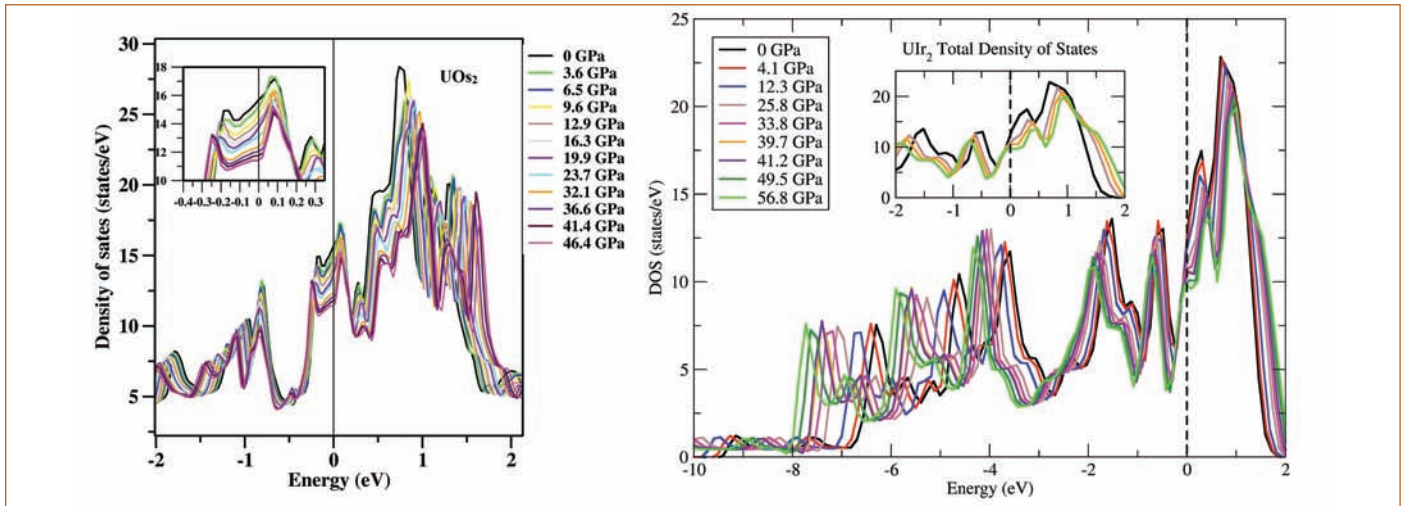 30
25
20
15
10
5
Density of sates (states/eV)
-2
-1
0
1
2
Energy (eV)
18
16
14
12
10
-0.4
-0.3
-0.2
-0.1
0
0.1
0.2
0.3
UOs2
0 GPa
3.6 GPa
6.5 GPa
9.6 GPa
12.9 GPa
16.3 GPa
19.9 GPa
23.7 GPa
32.1 GPa
36.6 GPa
41.4 GPa
46.4 GPa
25
20
15
10
5
0
DOS (states/eV)
-10
-8
-6
-4
-2
0
2
Energy (eV)
0 GPa
4.1 GPa
12.3 GPa
25.8 GPa
33.8 GPa
39.7 GPa
41.2 GPa
49.5 GPa
56.8 GPa
UIr2 Total Density of States
20
10
0
-2
-1
0
1
2